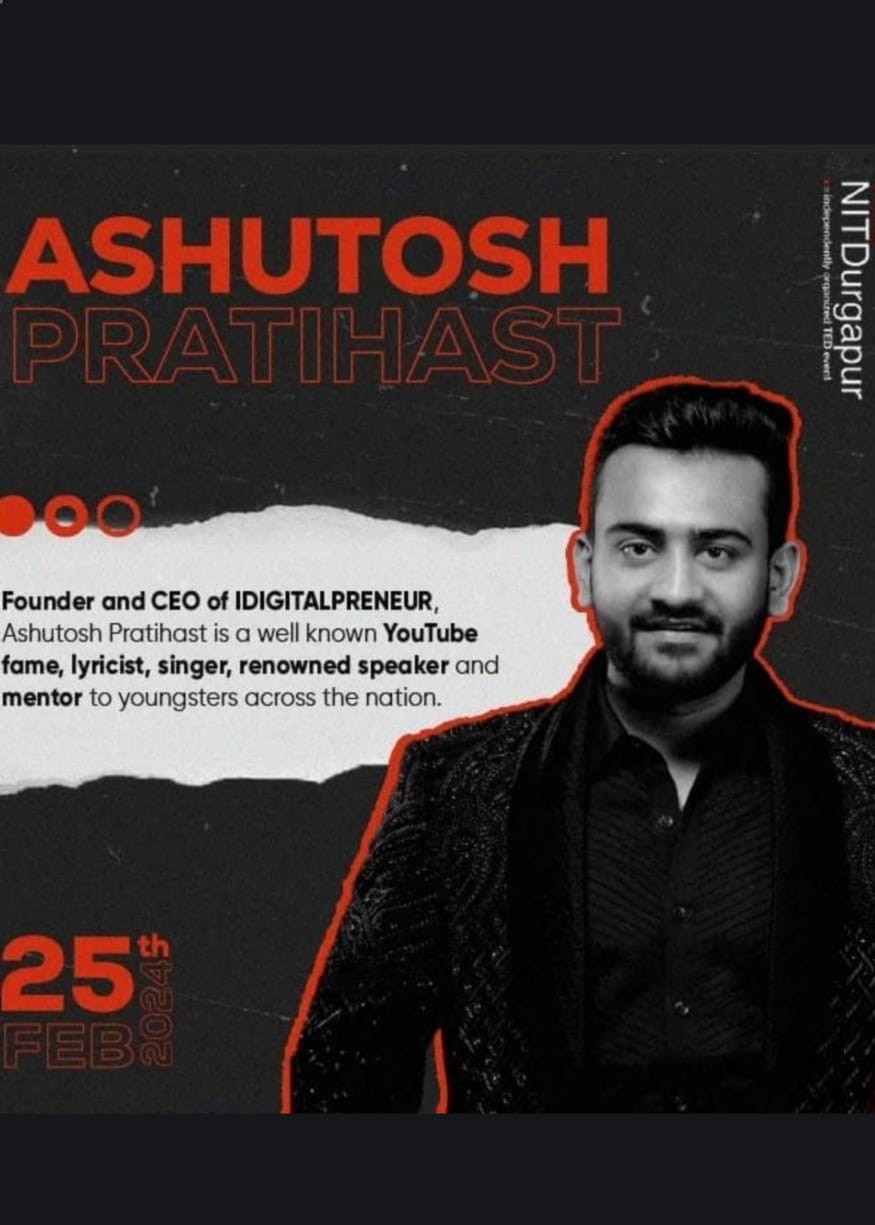 ASHUTOSH
PRATIHAST
NITDurgapur
independently organized TED event
Founder and CEO of IDIGITALPRENEUR,
Ashutosh Pratihast is a well known YouTube
fame, lyricist, singer, renowned speaker and
mentor to youngsters across the nation.
25th
FEB 2024